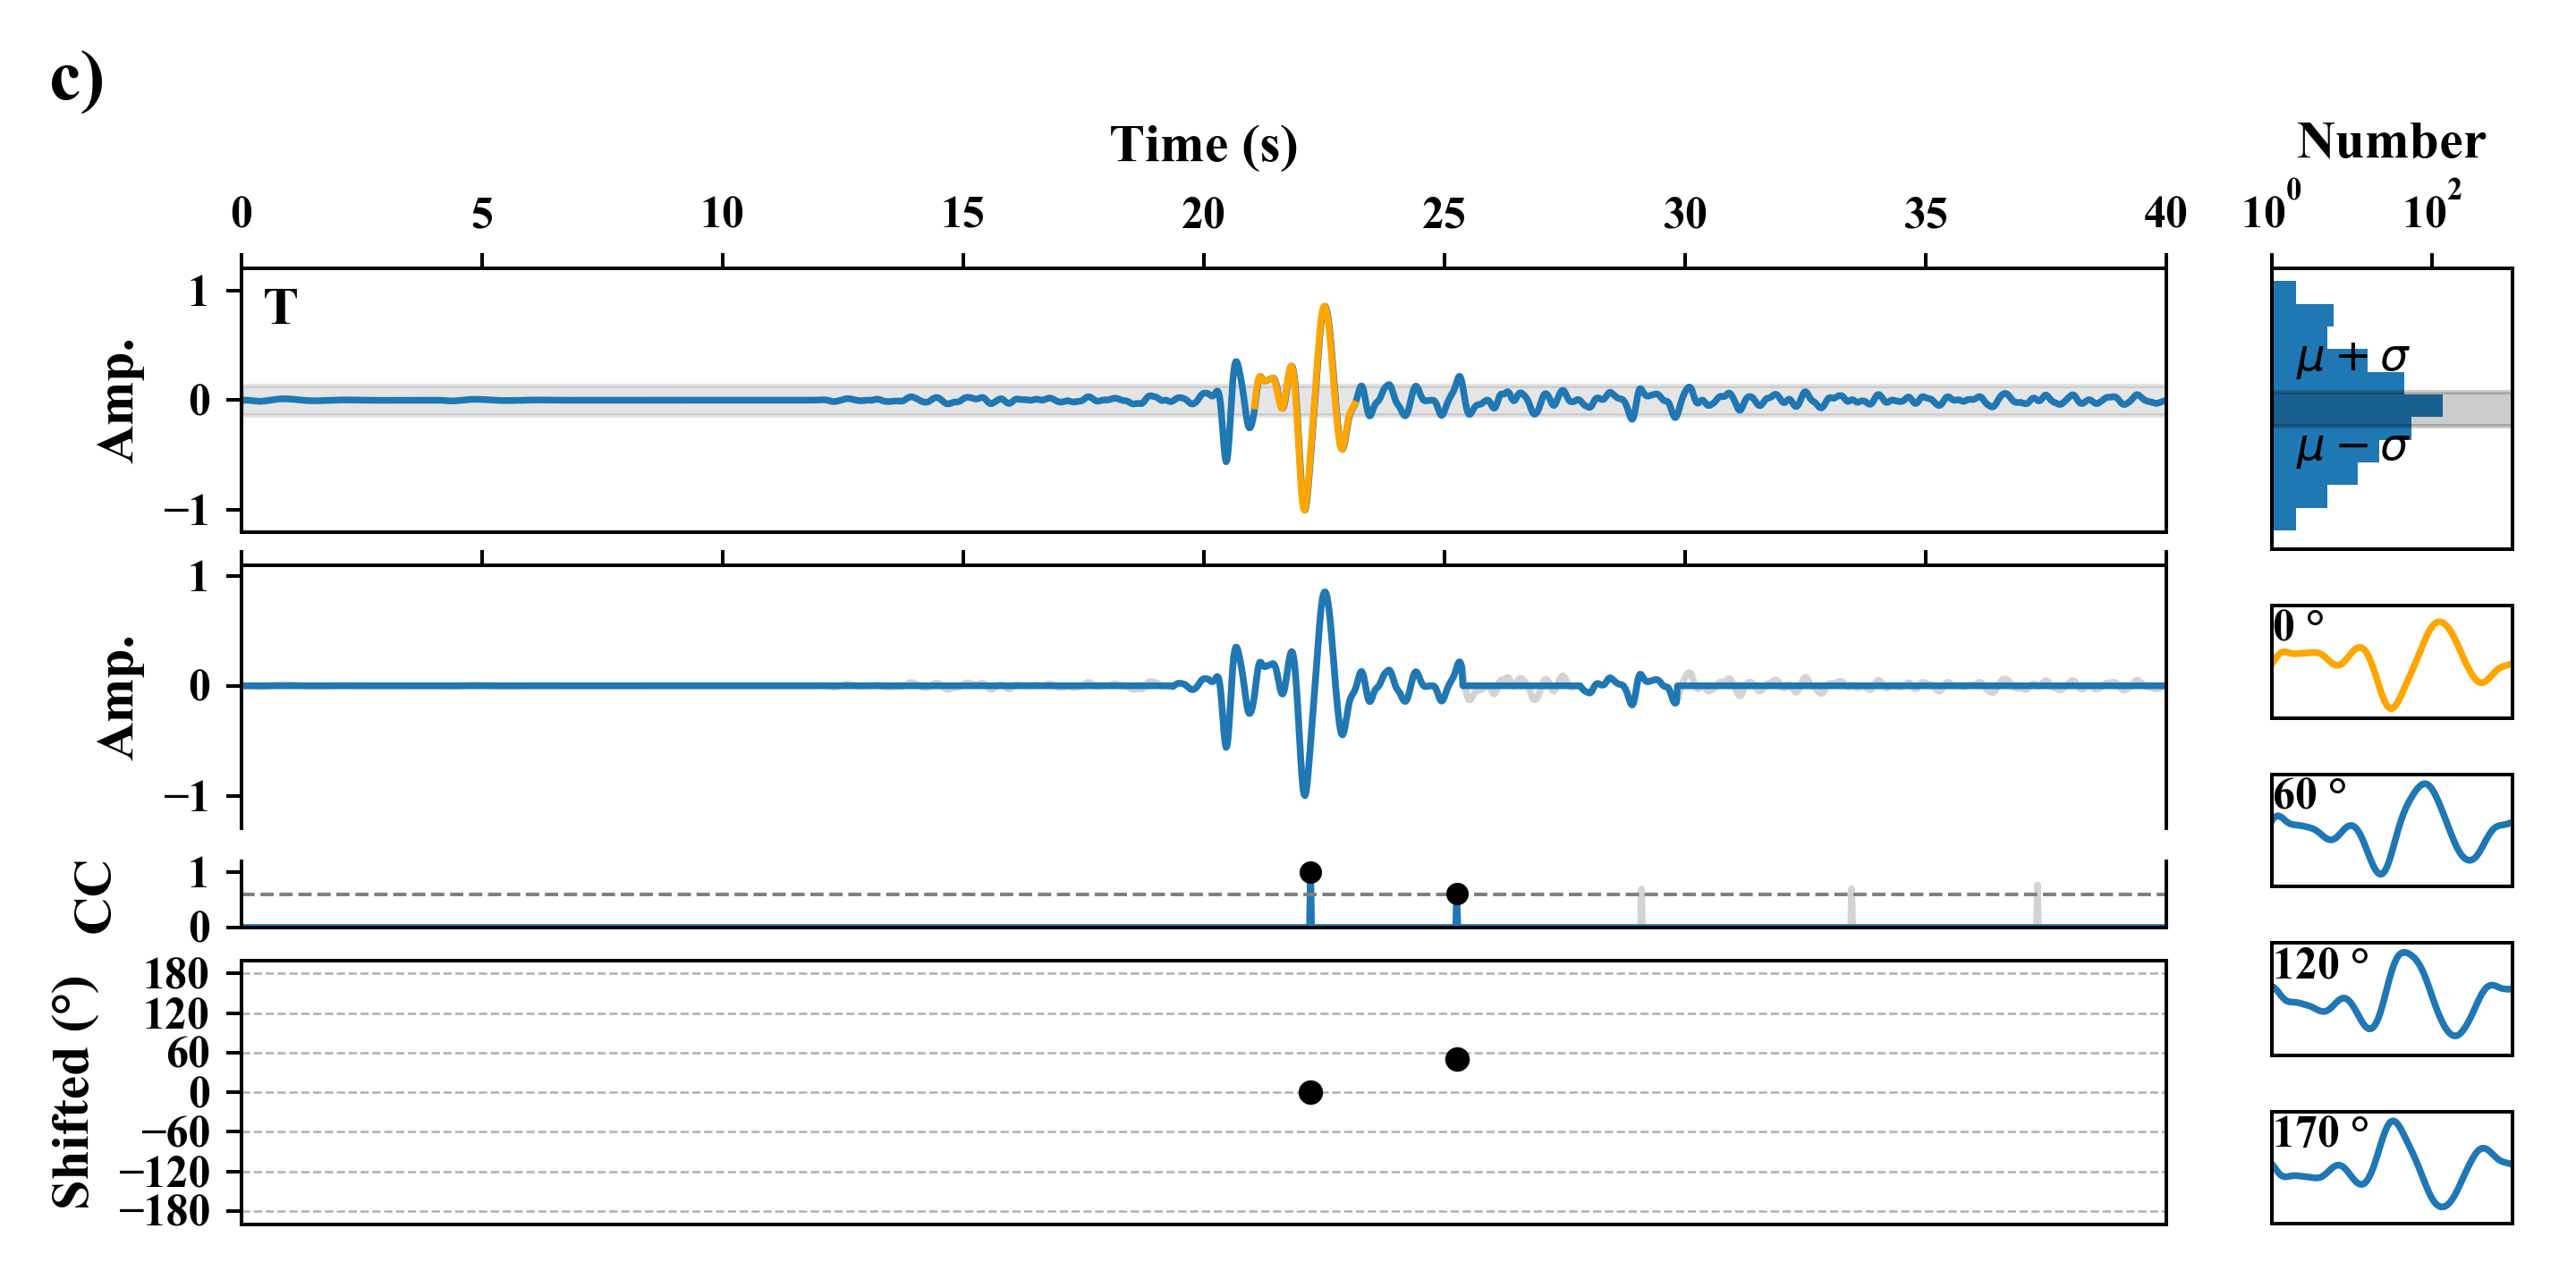 c)
Time (s)
Number
0 5 10 15 20 25 30 35 40
10^0 10^2
T
Amp.
1
0
−1
μ + σ
μ − σ
Amp.
1
0
−1
0 °
60 °
CC
1
0
120 °
Shifted (°)
180
120
60
0
−60
−120
−180
170 °